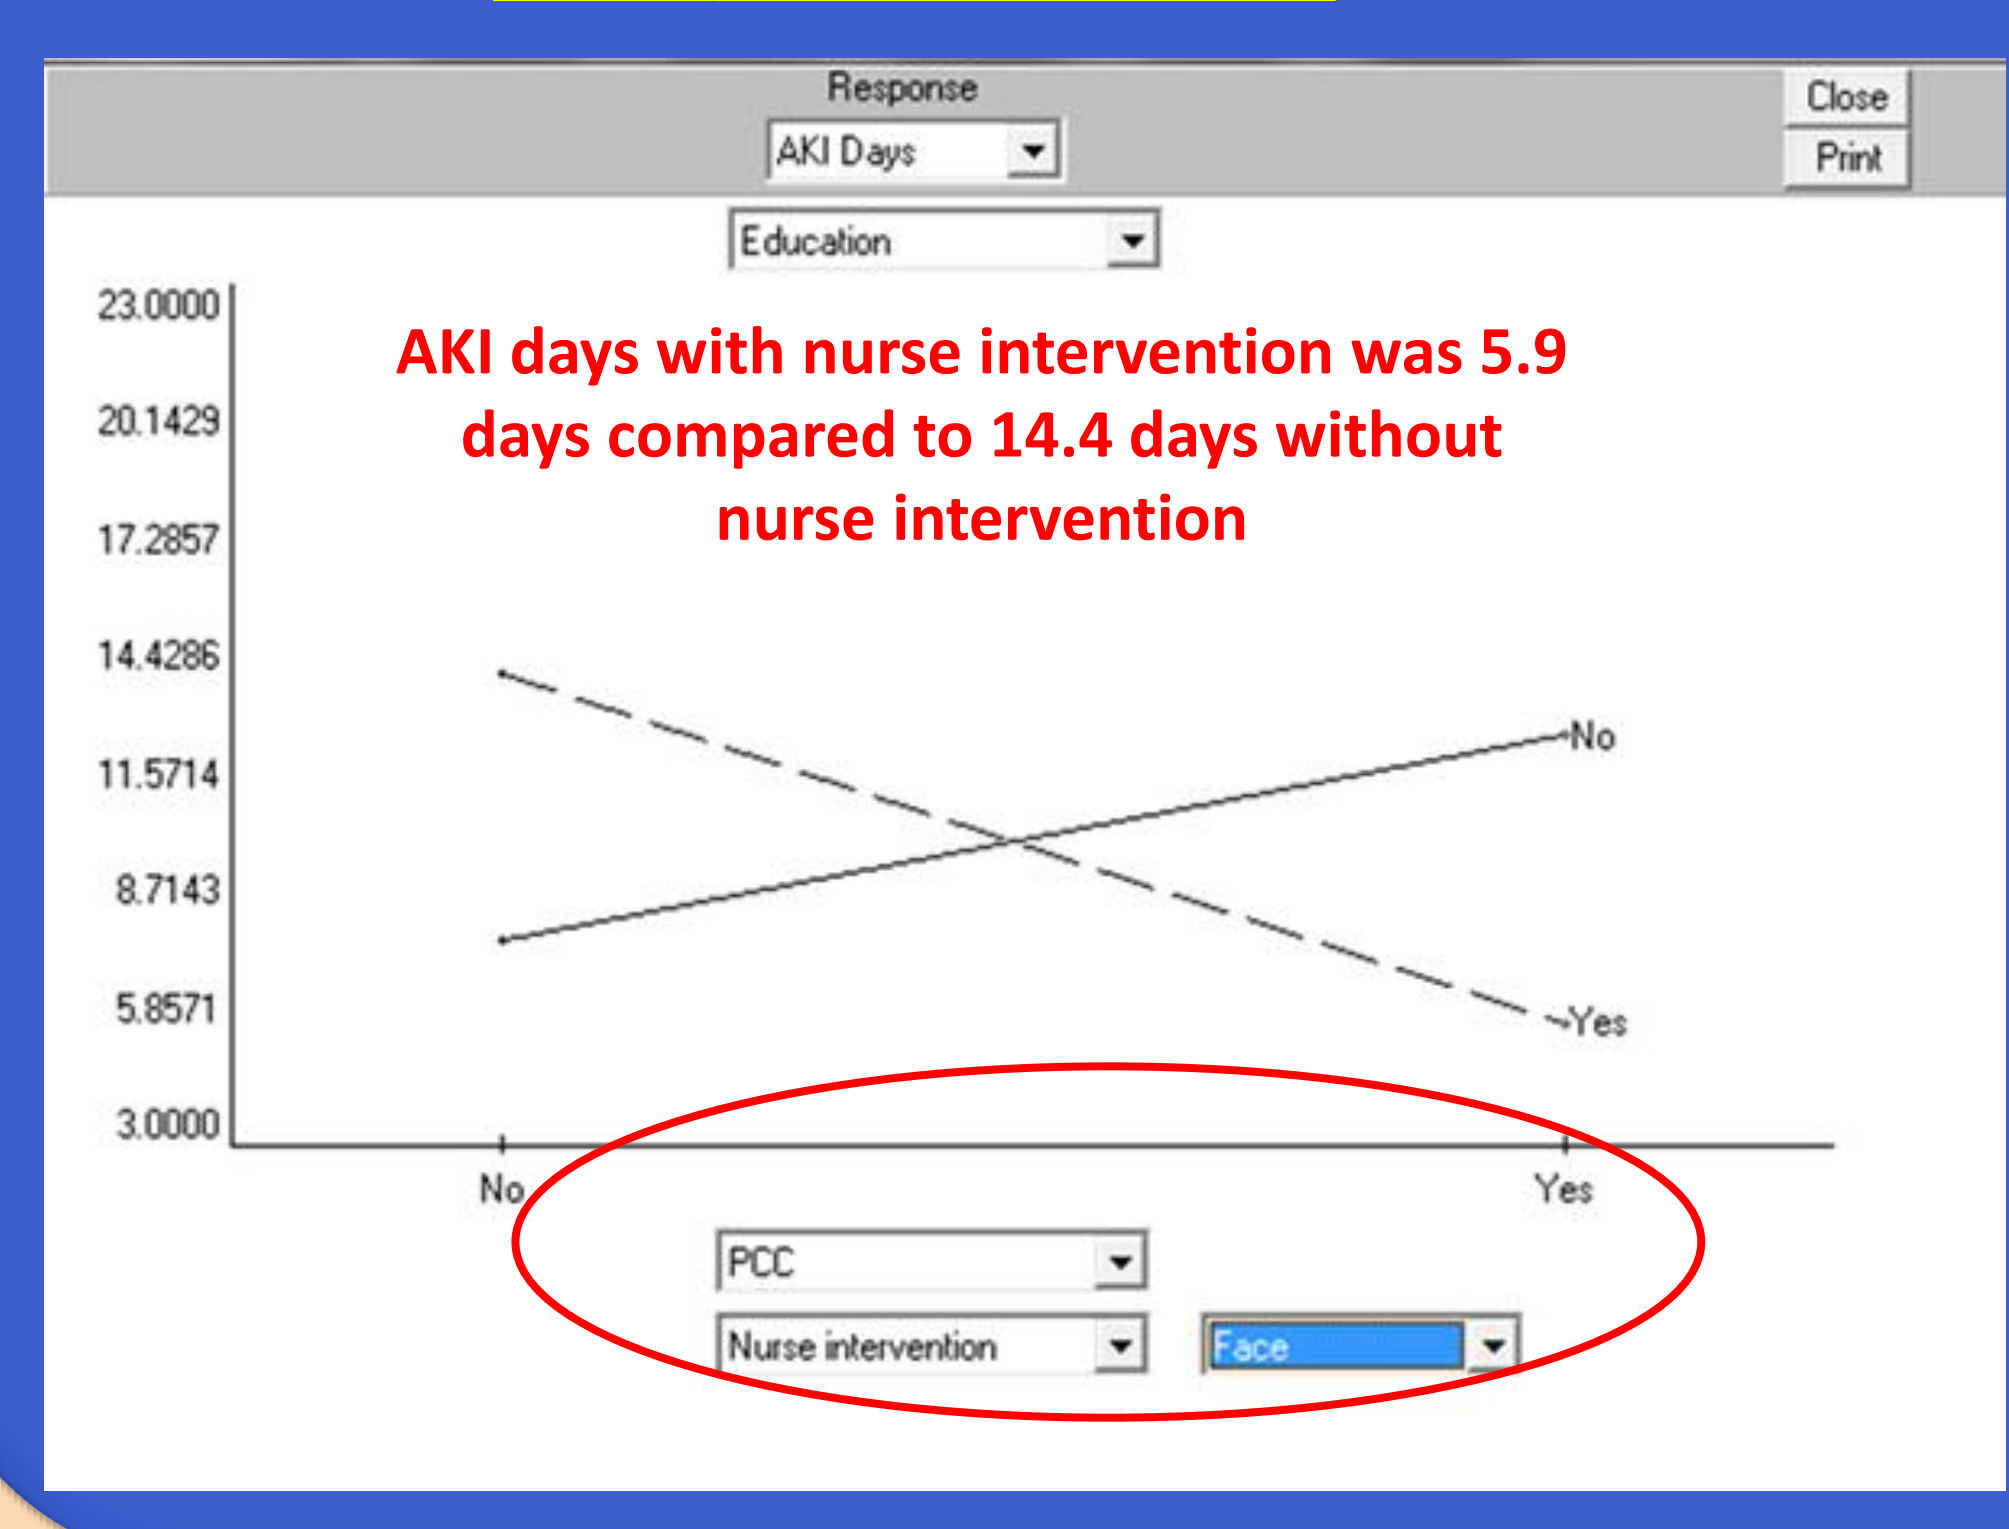 Response
Close
AKI Days
Print
Education
23.0000
AKI days with nurse intervention was 5.9
days compared to 14.4 days without
nurse intervention
20.1429
17.2857
14.4286
11.5714
8.7143
5.8571
3.0000
No
Yes
No
Yes
PCC
Nurse intervention
Face